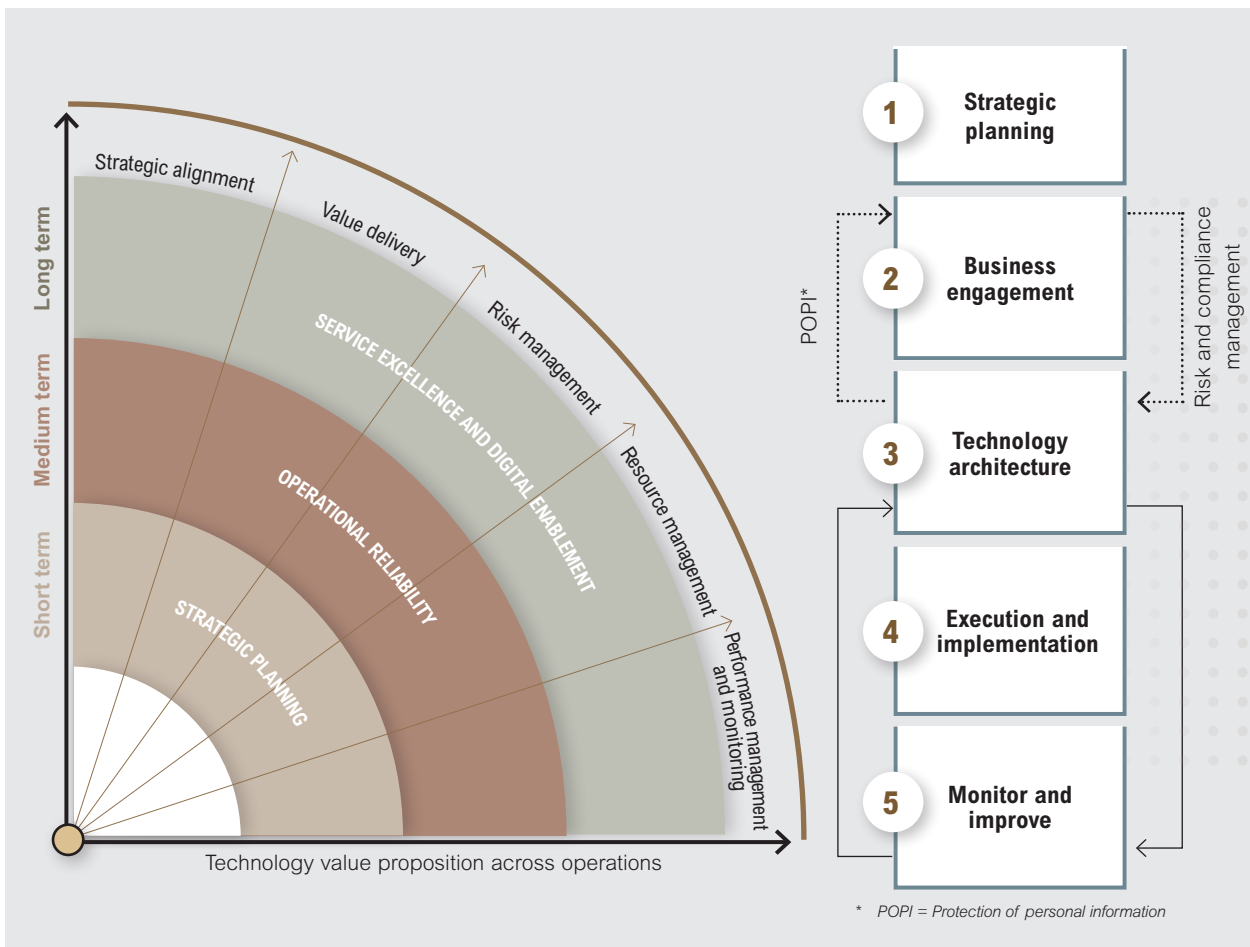 Long term
Medium term
Short term
Strategic alignment
Value delivery
Risk management
Resource management
Performance management
and monitoring
SERVICE EXCELLENCE AND DIGITAL ENABLEMENT
OPERATIONAL RELIABILITY
STRATEGIC PLANNING
Technology value proposition across operations
1
Strategic
planning
2
Business
engagement
3
Technology
architecture
4
Execution and
implementation
5
Monitor and
improve
POPI*
Risk and compliance
management
* POPI = Protection of personal information